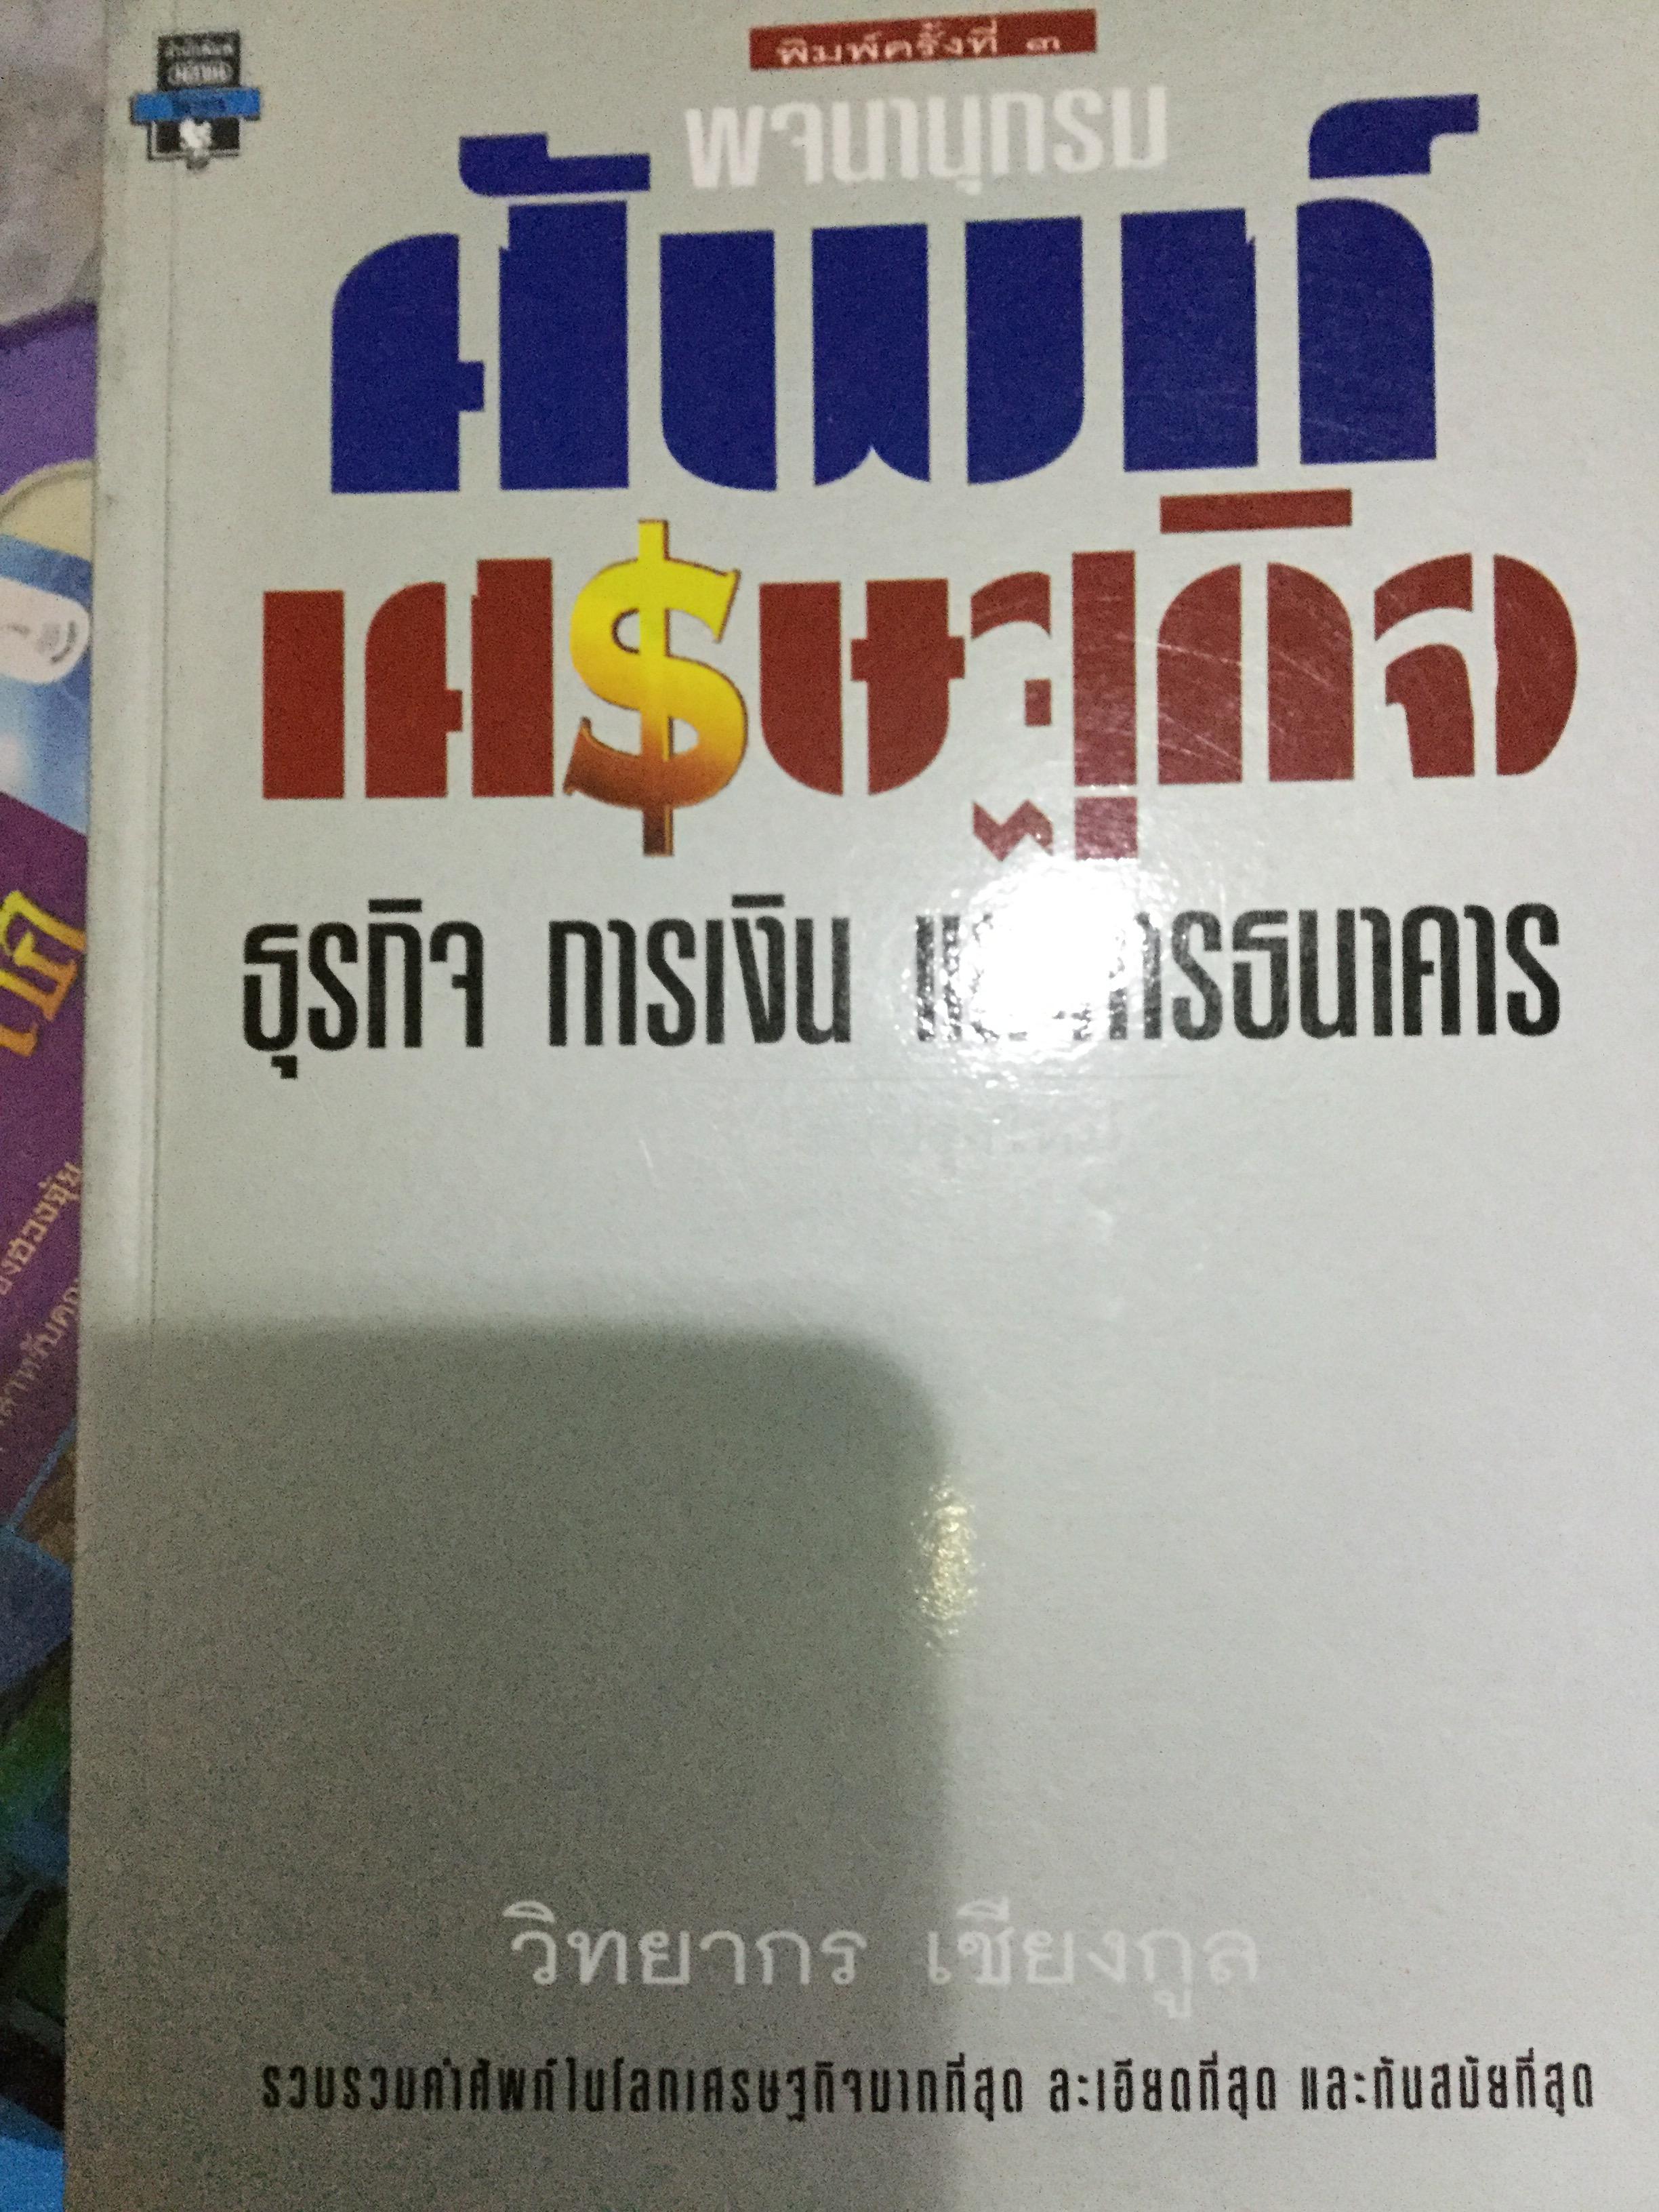 พิมพ์ครั้งที่ ๓
พจนานุกรม
ศัพท์
เศรษฐกิจ
ธุรกิจ การเงิน และการธนาคาร
วิทยากร เชียงกูล
รวบรวมคำศัพท์ในโลกเศรษฐกิจมากที่สุด ละเอียดที่สุด และทันสมัยที่สุด